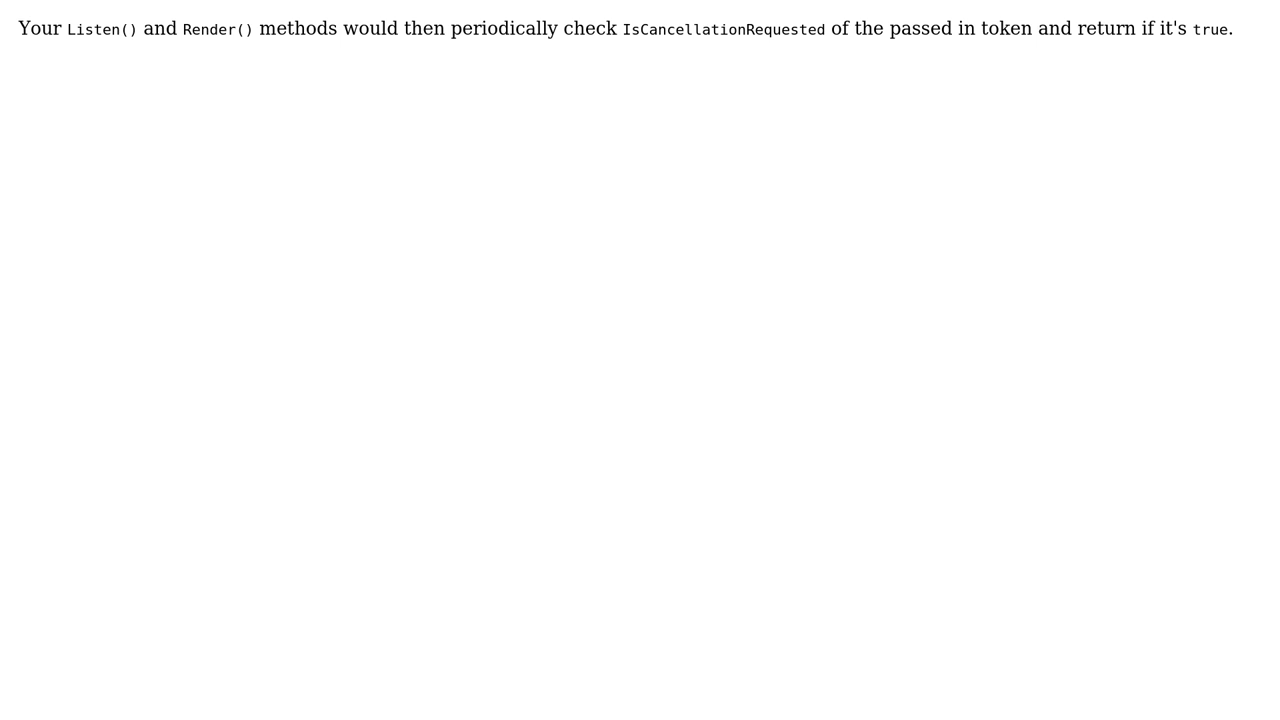 Your Listen() and Render() methods would then periodically check IsCancellationRequested of the passed in token and return if it's true.